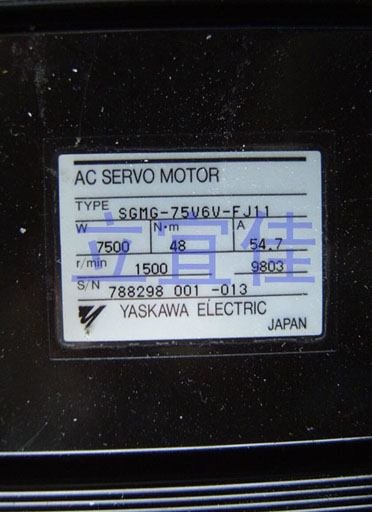 AC SERVO MOTOR
TYPE SGMG-75V6V-FJ11
W 7500 N·m 48 A 54.7
r/min 1500 9803
S/N 788298 001 -013
YASKAWA ELECTRIC
JAPAN
立宜佳